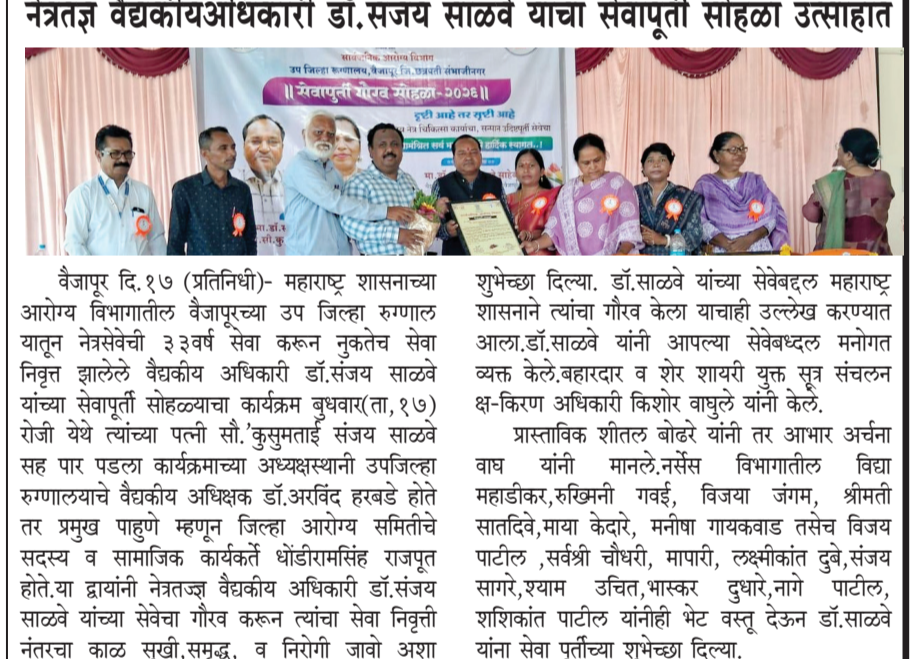 नेत्रतज्ञ वैद्यकीयअधिकारी डॉ.संजय साळवे यांचा सेवापूर्ती सोहळा उत्साहात
सार्वजनिक आरोग्य विभाग
उप जिल्हा रुग्णालय,वैजापूर,जि.छत्रपती संभाजीनगर
॥ सेवापुर्ती गौरव सोहळा-२०२६॥
दृष्टी आहे तर सृष्टी आहे
नेत्र चिकित्सा
हार्दिक स्वागत..!
वैजापूर दि.१७ (प्रतिनिधी)- महाराष्ट्र शासनाच्या
आरोग्य विभागातील वैजापूरच्या उप जिल्हा रुग्णाल
यातून नेत्रसेवेची ३३वर्ष सेवा करून नुकतेच सेवा
निवृत्त झालेले वैद्यकीय अधिकारी डॉ.संजय साळवे
यांच्या सेवापूर्ती सोहळ्याचा कार्यक्रम बुधवार(ता,१७)
रोजी येथे त्यांच्या पत्नी सौ.'कुसुमताई संजय साळवे
सह पार पडला कार्यक्रमाच्या अध्यक्षस्थानी उपजिल्हा
रुग्णालयाचे वैद्यकीय अधिक्षक डॉ.अरविंद हरबडे होते
तर प्रमुख पाहुणे म्हणून जिल्हा आरोग्य समितीचे
सदस्य व सामाजिक कार्यकर्ते धोंडीरामसिंह राजपूत
होते.या द्वायांनी नेत्रतज्ज्ञ वैद्यकीय अधिकारी डॉ.संजय
साळवे यांच्या सेवेचा गौरव करून त्यांचा सेवा निवृत्ती
नंतरचा काळ सुखी,समृद्ध, व निरोगी जावो अशा
शुभेच्छा दिल्या. डॉ.साळवे यांच्या सेवेबद्दल महाराष्ट्र
शासनाने त्यांचा गौरव केला याचाही उल्लेख करण्यात
आला.डॉ.साळवे यांनी आपल्या सेवेबध्दल मनोगत
व्यक्त केले.बहारदार व शेर शायरी युक्त सूत्र संचलन
क्ष-किरण अधिकारी किशोर वाघुले यांनी केले.
प्रास्ताविक शीतल बोढरे यांनी तर आभार अर्चना
वाघ यांनी मानले.नर्सेस विभागातील विद्या
महाडीकर,रुख्मिनी गवई, विजया जंगम, श्रीमती
सातदिवे,माया केदारे, मनीषा गायकवाड तसेच विजय
पाटील ,सर्वश्री चौधरी, मापारी, लक्ष्मीकांत दुबे,संजय
सागरे,श्याम उचित,भास्कर दुधारे,नागे पाटील,
शशिकांत पाटील यांनीही भेट वस्तू देऊन डॉ.साळवे
यांना सेवा पुर्तीच्या शुभेच्छा दिल्या.